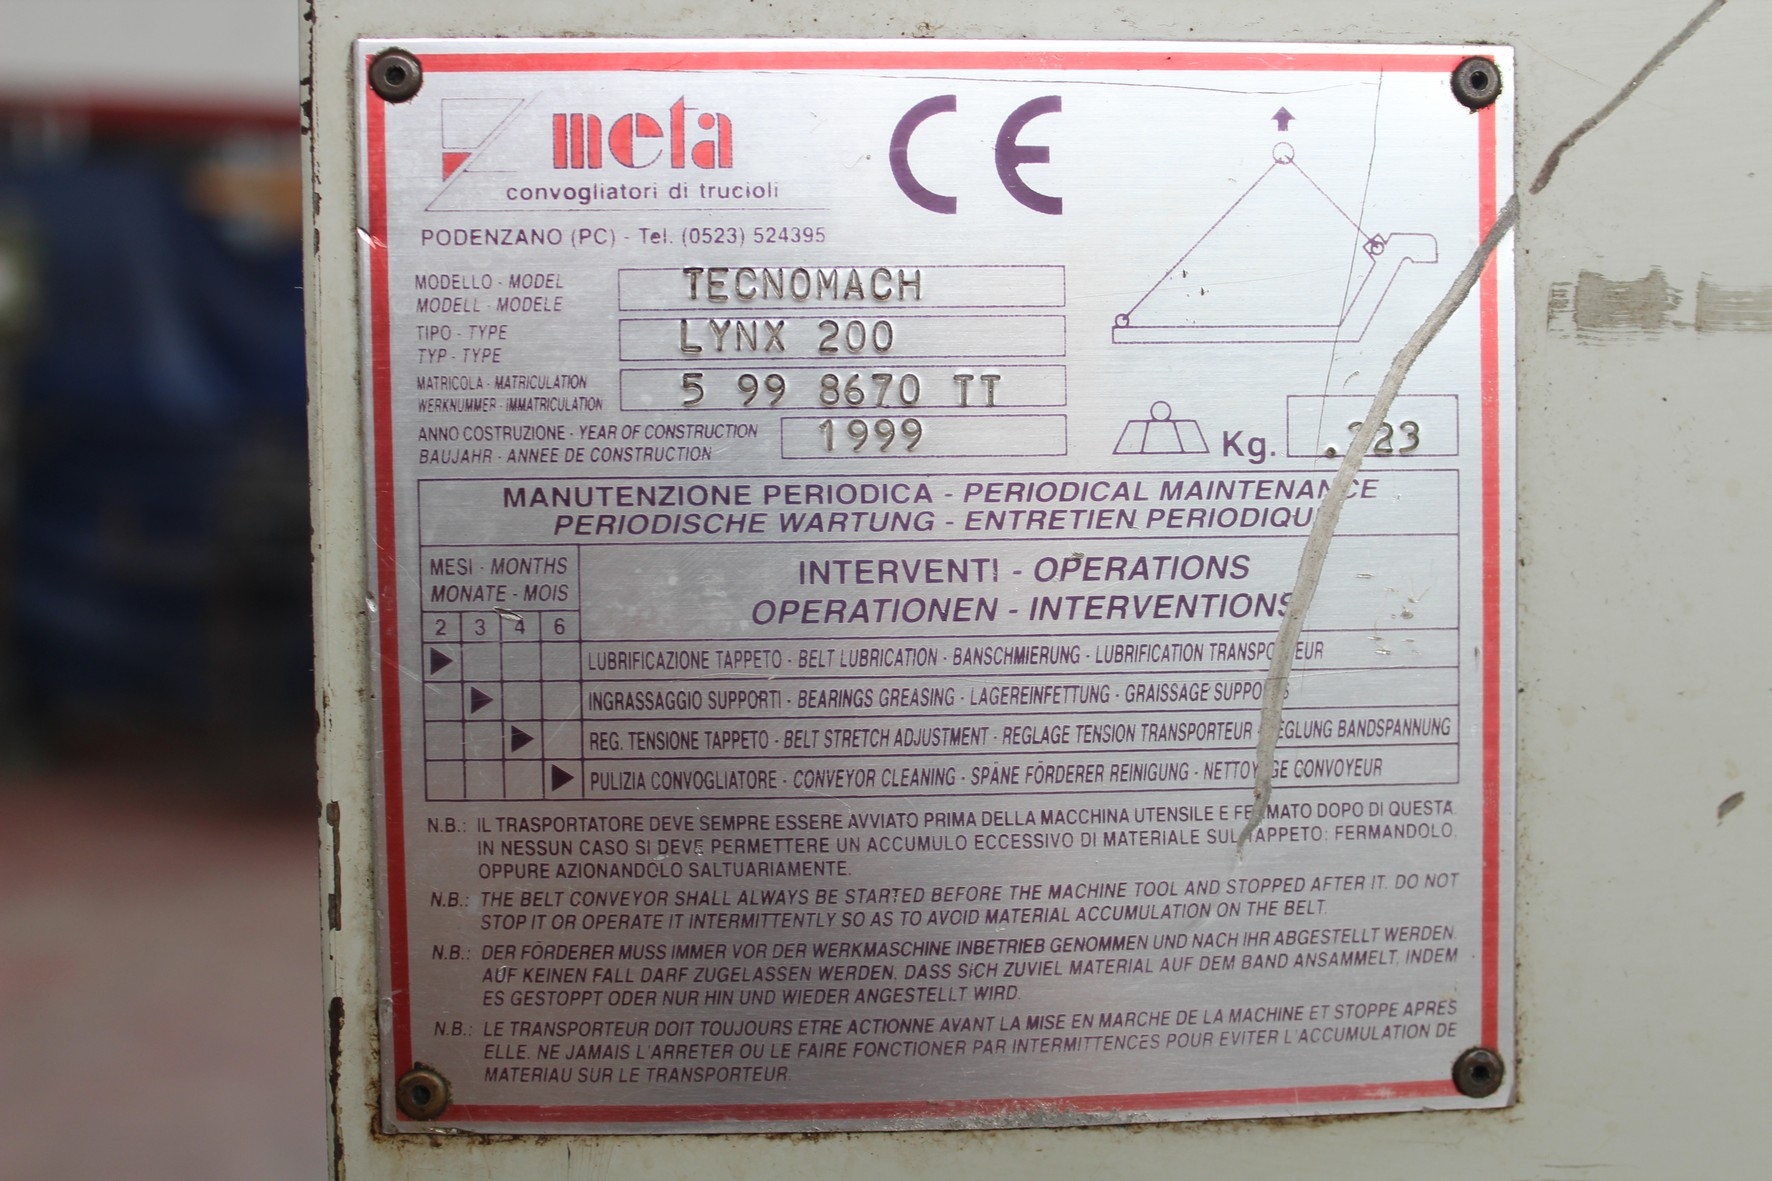 meta
convogliatori di trucioli
CE
PODENZANO (PC) - Tel. (0523) 524395
MODELLO - MODEL
MODELL - MODELE
TECNOMACH
TIPO - TYPE
TYP - TYPE
LYNX 200
MATRICOLA - MATRICULATION
WERKNUMMER - IMMATRICULATION
5 99 8670 TT
ANNO COSTRUZIONE - YEAR OF CONSTRUCTION
BAUJAHR - ANNEE DE CONSTRUCTION
1999
Kg.
MANUTENZIONE PERIODICA - PERIODICAL MAINTENANCE
PERIODISCHE WARTUNG - ENTRETIEN PERIODIQU
MESI - MONTHS
MONATE - MOIS
2 3 4 6
INTERVENTI - OPERATIONS
OPERATIONEN - INTERVENTIONS
LUBRIFICAZIONE TAPPETO - BELT LUBRICATION - BANSCHMIERUNG - LUBRIFICATION TRANSPORTEUR
INGRASSAGGIO SUPPORTI - BEARINGS GREASING - LAGEREINFETTUNG - GRAISSAGE SUPPORTS
REG. TENSIONE TAPPETO - BELT STRETCH ADJUSTMENT - REGLAGE TENSION TRANSPORTEUR - REGLUNG BANDSPANNUNG
PULIZIA CONVOGLIATORE - CONVEYOR CLEANING - SPÄNE FÖRDERER REINIGUNG - NETTOYAGE CONVOYEUR
N.B.: IL TRASPORTATORE DEVE SEMPRE ESSERE AVVIATO PRIMA DELLA MACCHINA UTENSILE E FERMATO DOPO DI QUESTA.
IN NESSUN CASO SI DEVE PERMETTERE UN ACCUMULO ECCESSIVO DI MATERIALE SUL TAPPETO: FERMANDOLO,
OPPURE AZIONANDOLO SALTUARIAMENTE.
N.B.: THE BELT CONVEYOR SHALL ALWAYS BE STARTED BEFORE THE MACHINE TOOL AND STOPPED AFTER IT. DO NOT
STOP IT OR OPERATE IT INTERMITTENTLY SO AS TO AVOID MATERIAL ACCUMULATION ON THE BELT.
N.B.: DER FÖRDERER MUSS IMMER VOR DER WERKMASCHINE INBETRIEB GENOMMEN UND NACH IHR ABGESTELLT WERDEN.
AUF KEINEN FALL DARF ZUGELASSEN WERDEN, DASS SICH ZUVIEL MATERIAL AUF DEM BAND ANSAMMELT, INDEM
ES GESTOPPT ODER NUR HIN UND WIEDER ANGESTELLT WIRD.
N.B.: LE TRANSPORTEUR DOIT TOUJOURS ETRE ACTIONNE AVANT LA MISE EN MARCHE DE LA MACHINE ET STOPPE APRES
ELLE. NE JAMAIS L'ARRETER OU LE FAIRE FONCTIONER PAR INTERMITTENCES POUR EVITER L'ACCUMULATION DE
MATERIAU SUR LE TRANSPORTEUR.